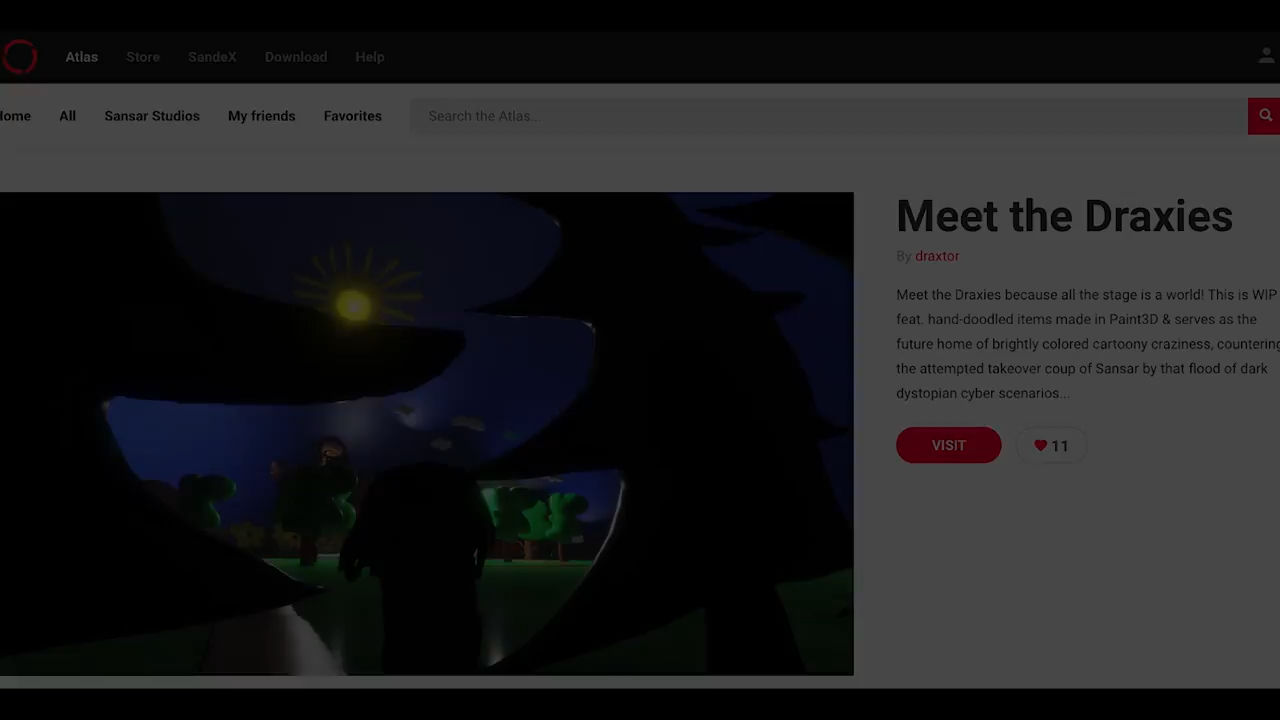 Atlas Store SandeX Download Help
Home All Sansar Studios My friends Favorites Search the Atlas...
Meet the Draxies
By draxtor
Meet the Draxies because all the stage is a world! This is WIP
feat. hand-doodled items made in Paint3D & serves as the
future home of brightly colored cartoony craziness, countering
the attempted takeover coup of Sansar by that flood of dark
dystopian cyber scenarios...
VISIT 11